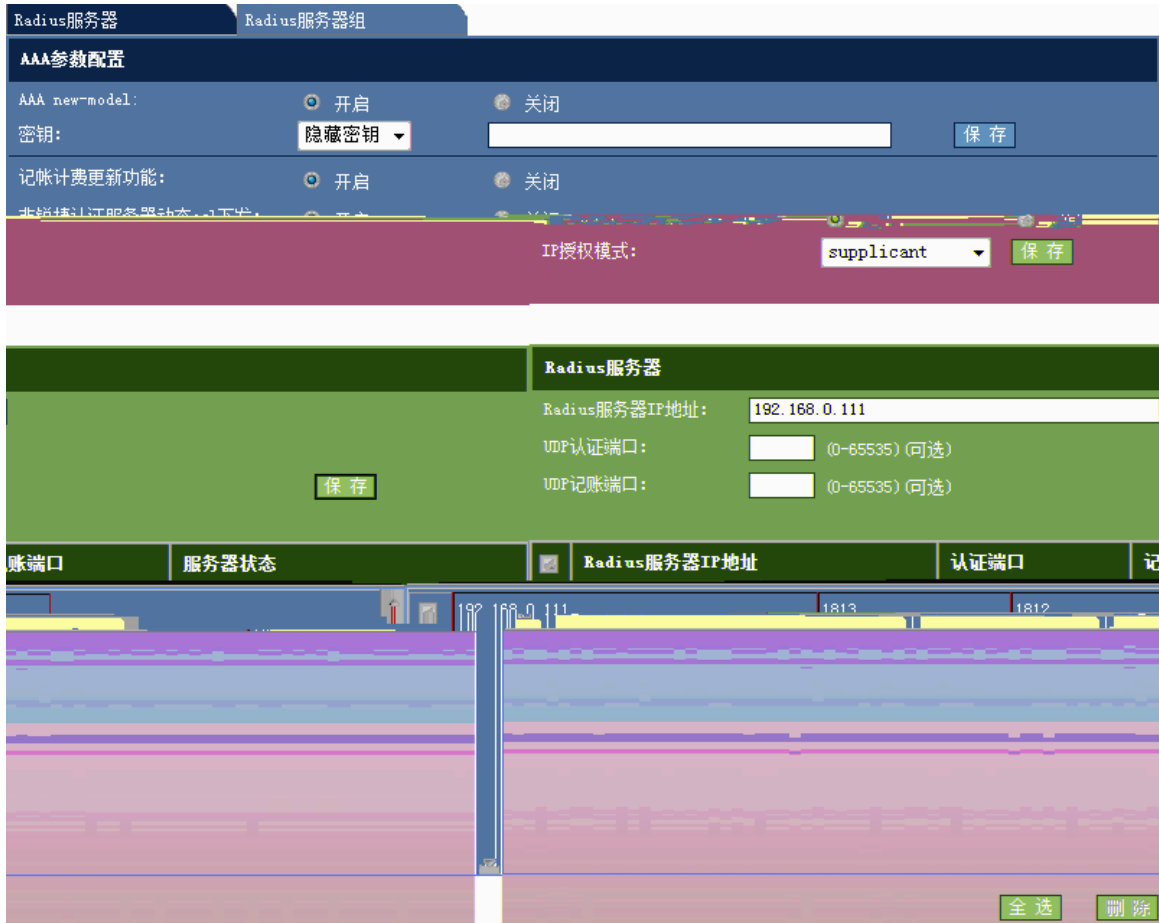 Radius服务器 Radius服务器组
AAA参数配置
AAA new-model: 开启 关闭
密钥: 隐藏密钥 保 存
记帐计费更新功能: 开启 关闭
IP授权模式: supplicant 保 存
Radius服务器
Radius服务器IP地址: 192.168.0.111
UDP认证端口: (0-65535)(可选)
保 存 UDP记账端口: (0-65535)(可选)
账端口 服务器状态 Radius服务器IP地址 认证端口 记
192.168.0.111 1813 1812
全 选 删 除